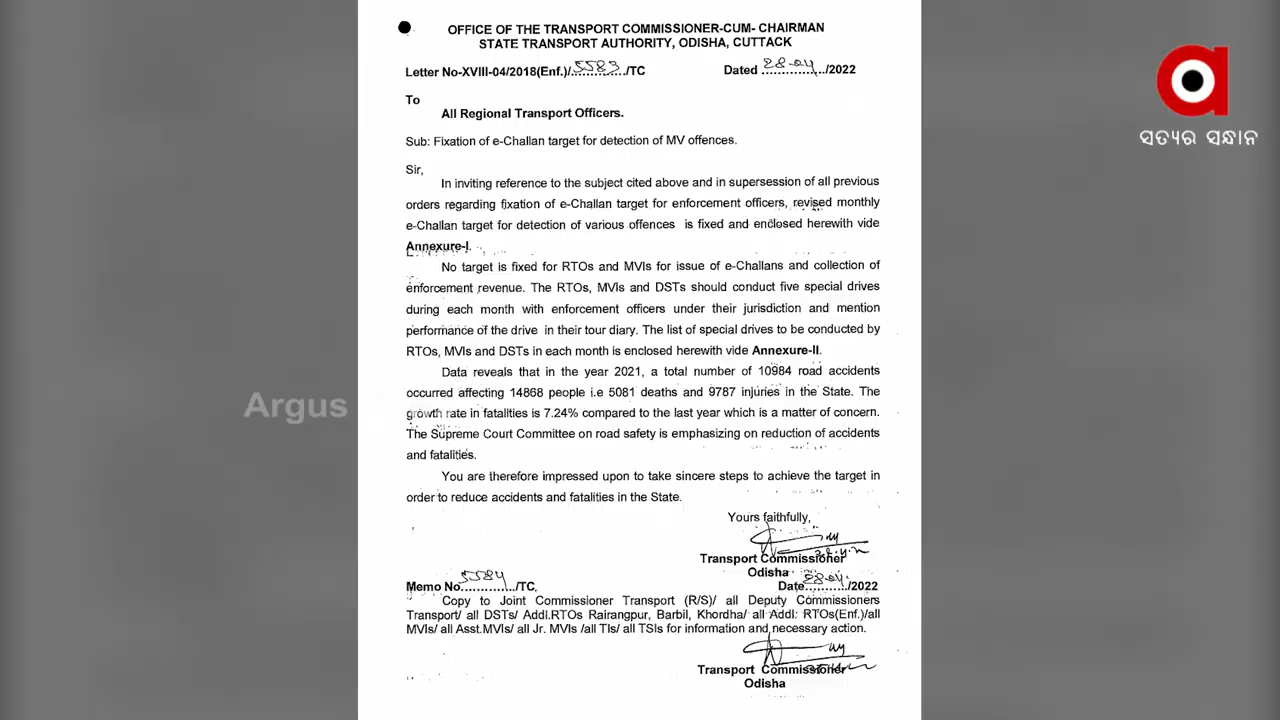 OFFICE OF THE TRANSPORT COMMISSIONER-CUM- CHAIRMAN
STATE TRANSPORT AUTHORITY, ODISHA, CUTTACK
Letter No-XVIII-04/2018(Enf.)/..5583../TC Dated ..28.04../2022
To
All Regional Transport Officers.
Sub: Fixation of e-Challan target for detection of MV offences.
Sir,
In inviting reference to the subject cited above and in supersession of all previous
orders regarding fixation of e-Challan target for enforcement officers, revised monthly
e-Challan target for detection of various offences is fixed and enclosed herewith vide
Annexure-I.
No target is fixed for RTOs and MVIs for issue of e-Challans and collection of
enforcement revenue. The RTOs, MVIs and DSTs should conduct five special drives
during each month with enforcement officers under their jurisdiction and mention
performance of the drive in their tour diary. The list of special drives to be conducted by
RTOs, MVIs and DSTs in each month is enclosed herewith vide Annexure-II.
Data reveals that in the year 2021, a total number of 10984 road accidents
occurred affecting 14868 people i.e 5081 deaths and 9787 injuries in the State. The
growth rate in fatalities is 7.24% compared to the last year which is a matter of concern.
The Supreme Court Committee on road safety is emphasizing on reduction of accidents
and fatalities.
You are therefore impressed upon to take sincere steps to achieve the target in
order to reduce accidents and fatalities in the State.
Yours faithfully,
Transport Commissioner
Odisha
Memo No..5584../TC, Date..28.04../2022
Copy to Joint Commissioner Transport (R/S)/ all Deputy Commissioners
Transport/ all DSTs/ Addl.RTOs Rairangpur, Barbil, Khordha/ all Addl. RTOs(Enf.)/all
MVIs/ all Asst.MVIs/ all Jr. MVIs /all TIs/ all TSIs for information and necessary action.
Transport Commissioner
Odisha
ସତ୍ୟର ସନ୍ଧାନ
Argus